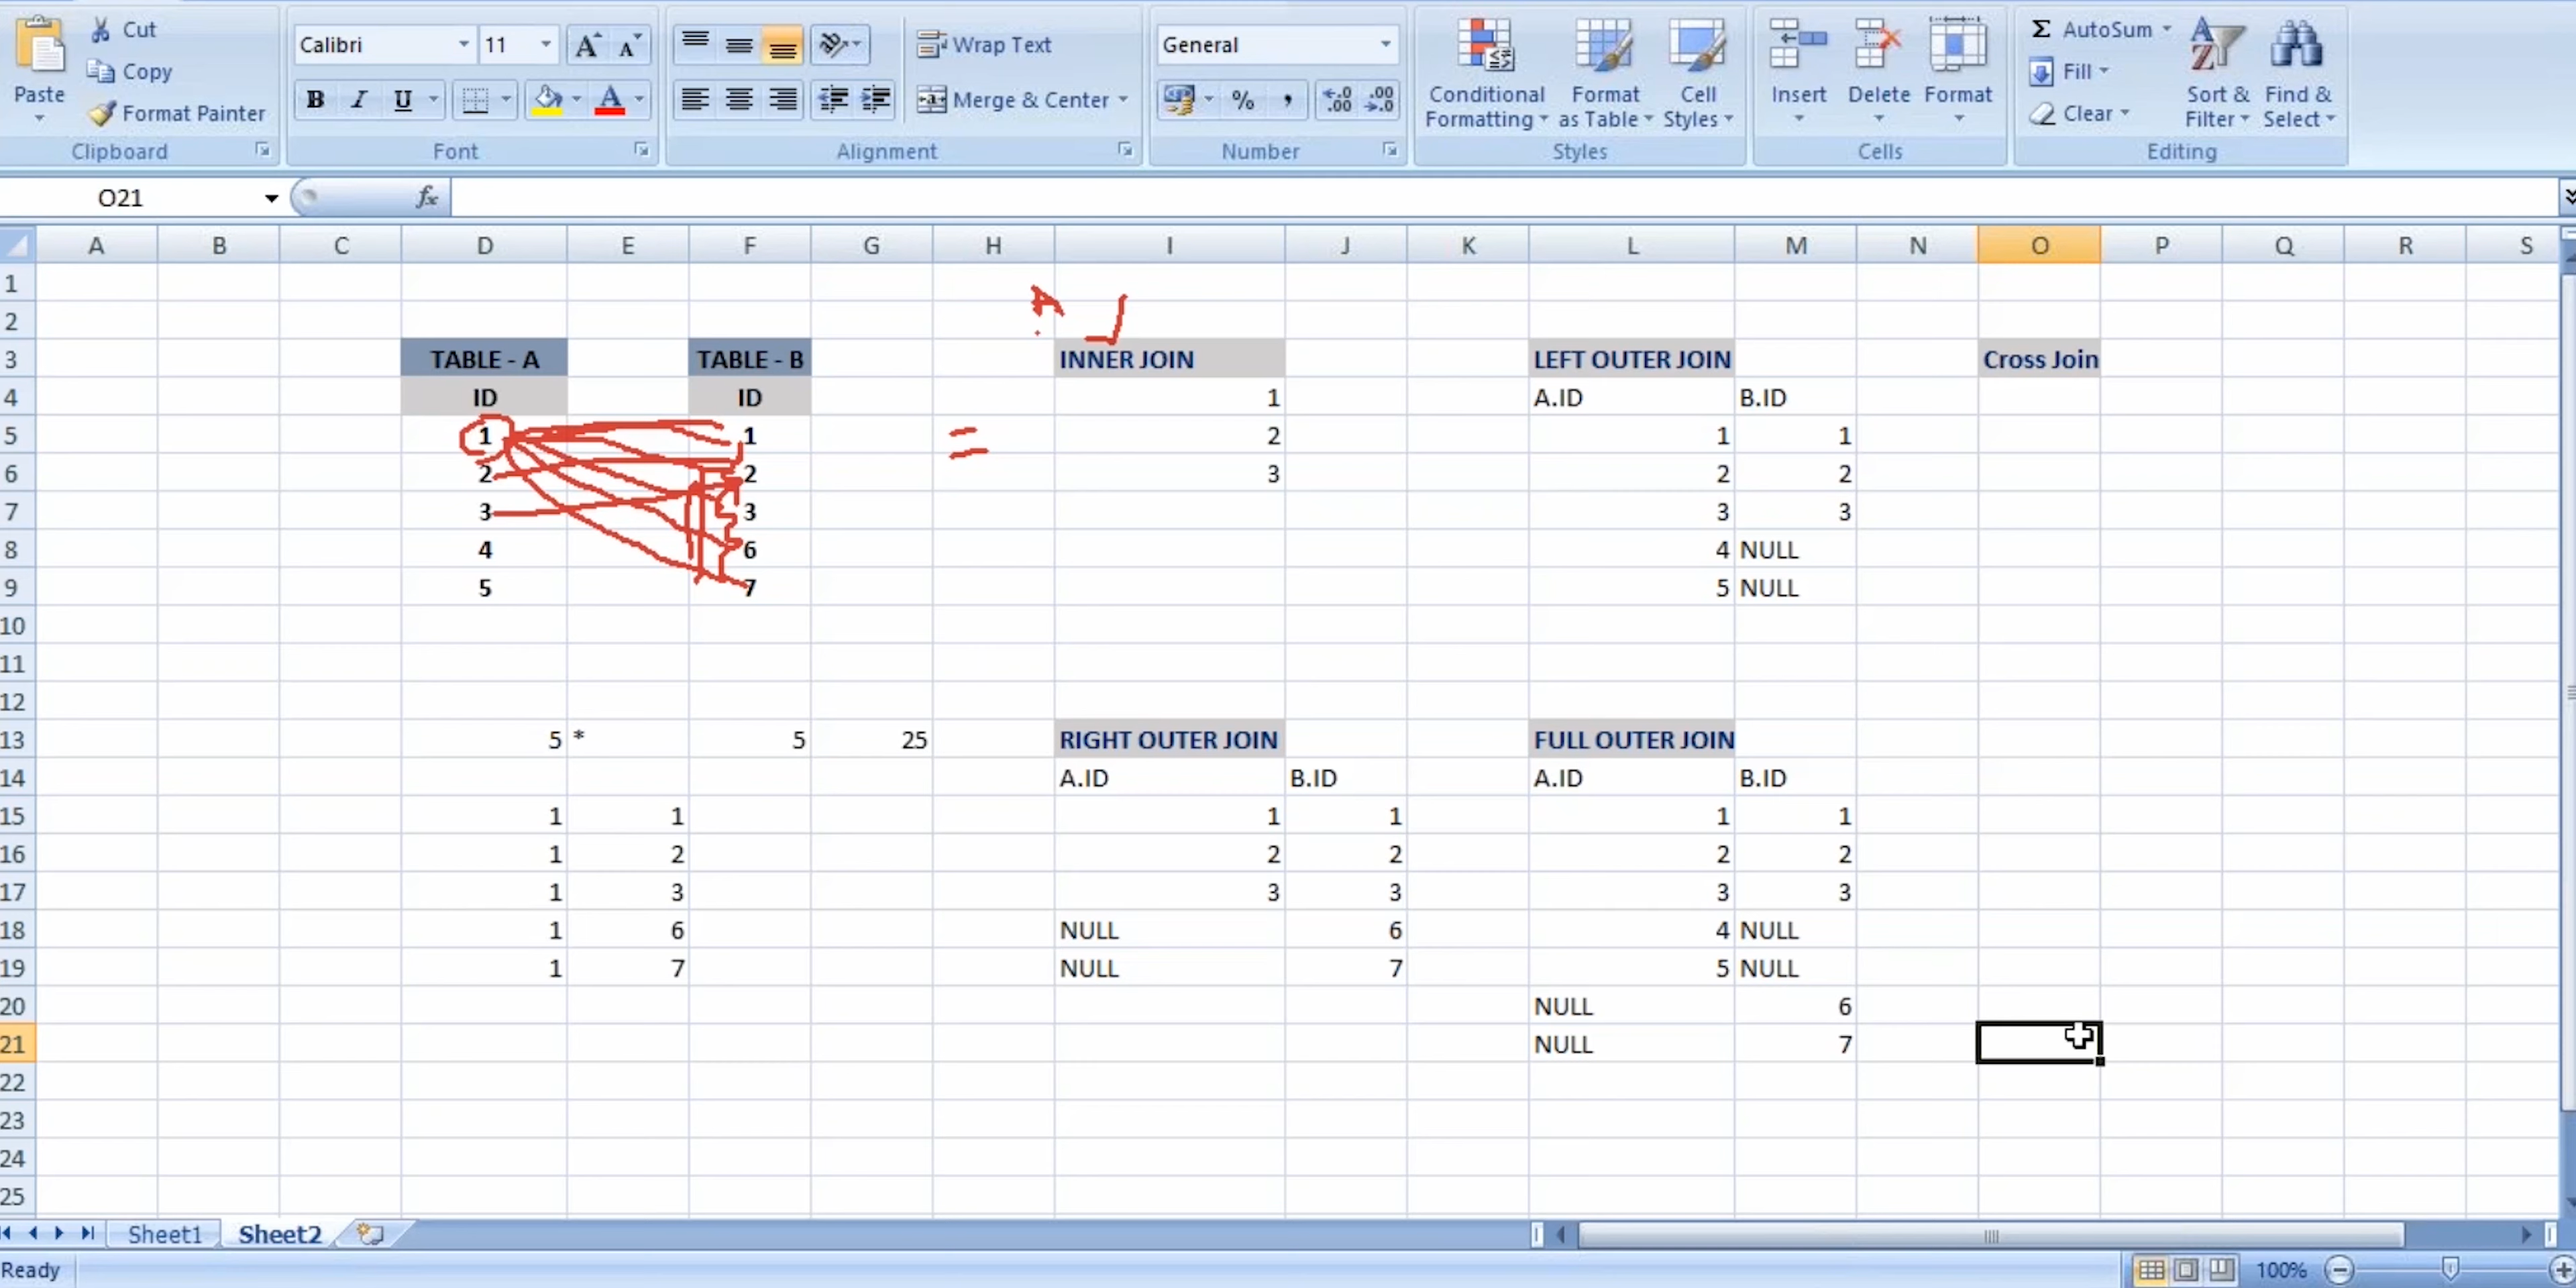 Cut
Copy
Paste
Format Painter
Clipboard
Calibri 11 A A
B I U A
Font
Wrap Text
Merge & Center
Alignment
General
% , .0 .00 .00 .0
Number
Conditional Formatting
Format as Table
Cell Styles
Styles
Insert Delete Format
Cells
Σ AutoSum
Fill
Clear
Sort & Filter
Find & Select
Editing
O21 fx
A B C D E F G H I J K L M N O P Q R S
1
2 A
3 TABLE - A TABLE - B INNER JOIN LEFT OUTER JOIN Cross Join
4 ID ID 1 A.ID B.ID
5 1 1 = 2 1 1
6 2 2 3 2 2
7 3 3 3 3
8 4 6 4 NULL
9 5 7 5 NULL
10
11
12
13 5 * 5 25 RIGHT OUTER JOIN FULL OUTER JOIN
14 A.ID B.ID A.ID B.ID
15 1 1 1 1 1 1
16 1 2 2 2 2 2
17 1 3 3 3 3 3
18 1 6 NULL 6 4 NULL
19 1 7 NULL 7 5 NULL
20 NULL 6
21 NULL 7
22
23
24
25
Sheet1 Sheet2
Ready 100%